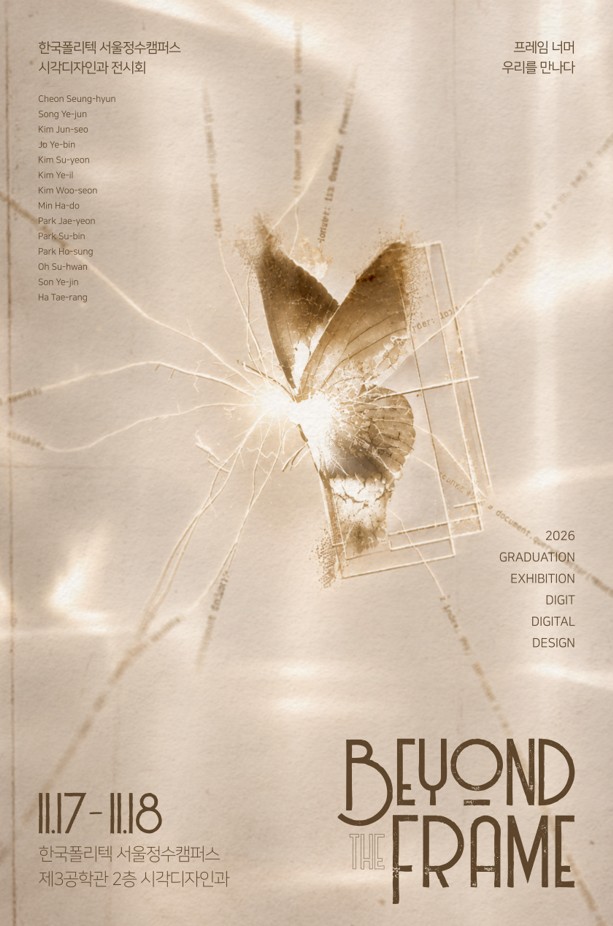 한국폴리텍 서울정수캠퍼스
시각디자인과 전시회
프레임 너머
우리를 만나다
Cheon Seung-hyun
Song Ye-jun
Kim Jun-seo
Jo Ye-bin
Kim Su-yeon
Kim Ye-il
Kim Woo-seon
Min Ha-do
Park Jae-yeon
Park Su-bin
Park Ho-sung
Oh Su-hwan
Son Ye-jin
Ha Tae-rang
2026
GRADUATION
EXHIBITION
DIGIT
DIGITAL
DESIGN
BEYOND
THE FRAME
11.17 - 11.18
한국폴리텍 서울정수캠퍼스
제3공학관 2층 시각디자인과